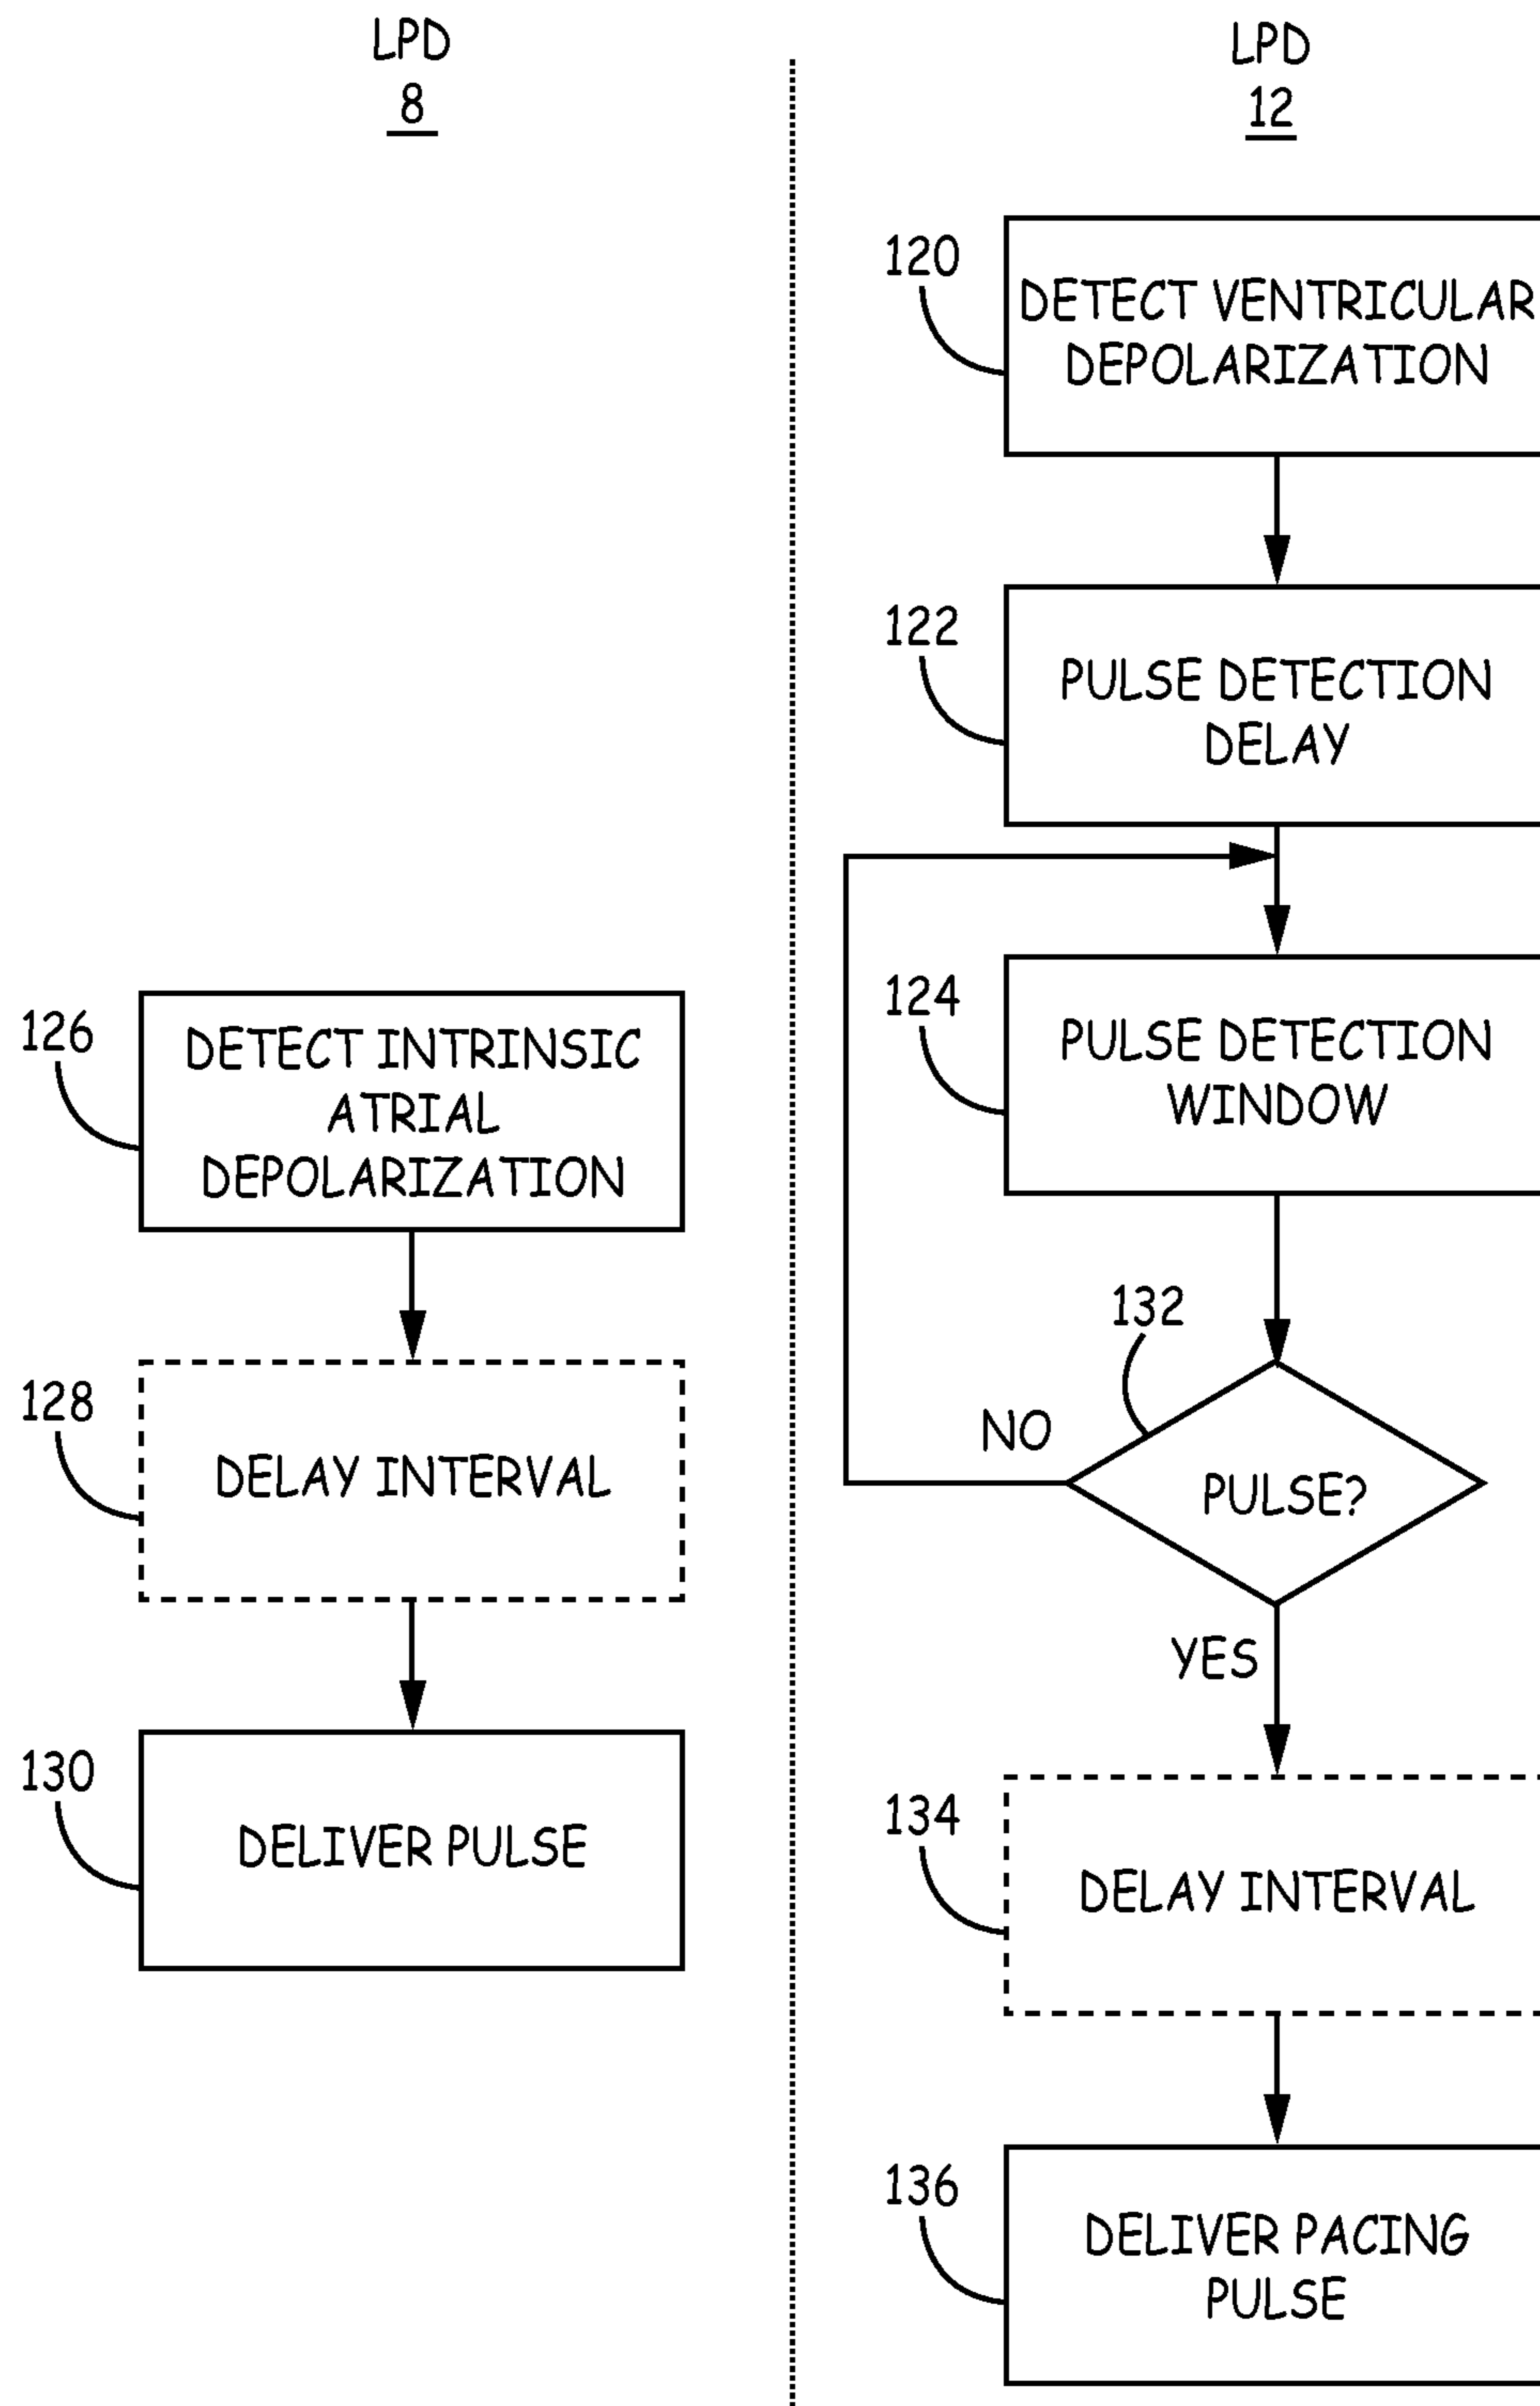 LPD
8
126
DETECT INTRINSIC
ATRIAL
DEPOLARIZATION
128
DELAY INTERVAL
130
DELIVER PULSE
LPD
12
120
DETECT VENTRICULAR
DEPOLARIZATION
122
PULSE DETECTION
DELAY
124
PULSE DETECTION
WINDOW
132
NO
PULSE?
YES
134
DELAY INTERVAL
136
DELIVER PACING
PULSE